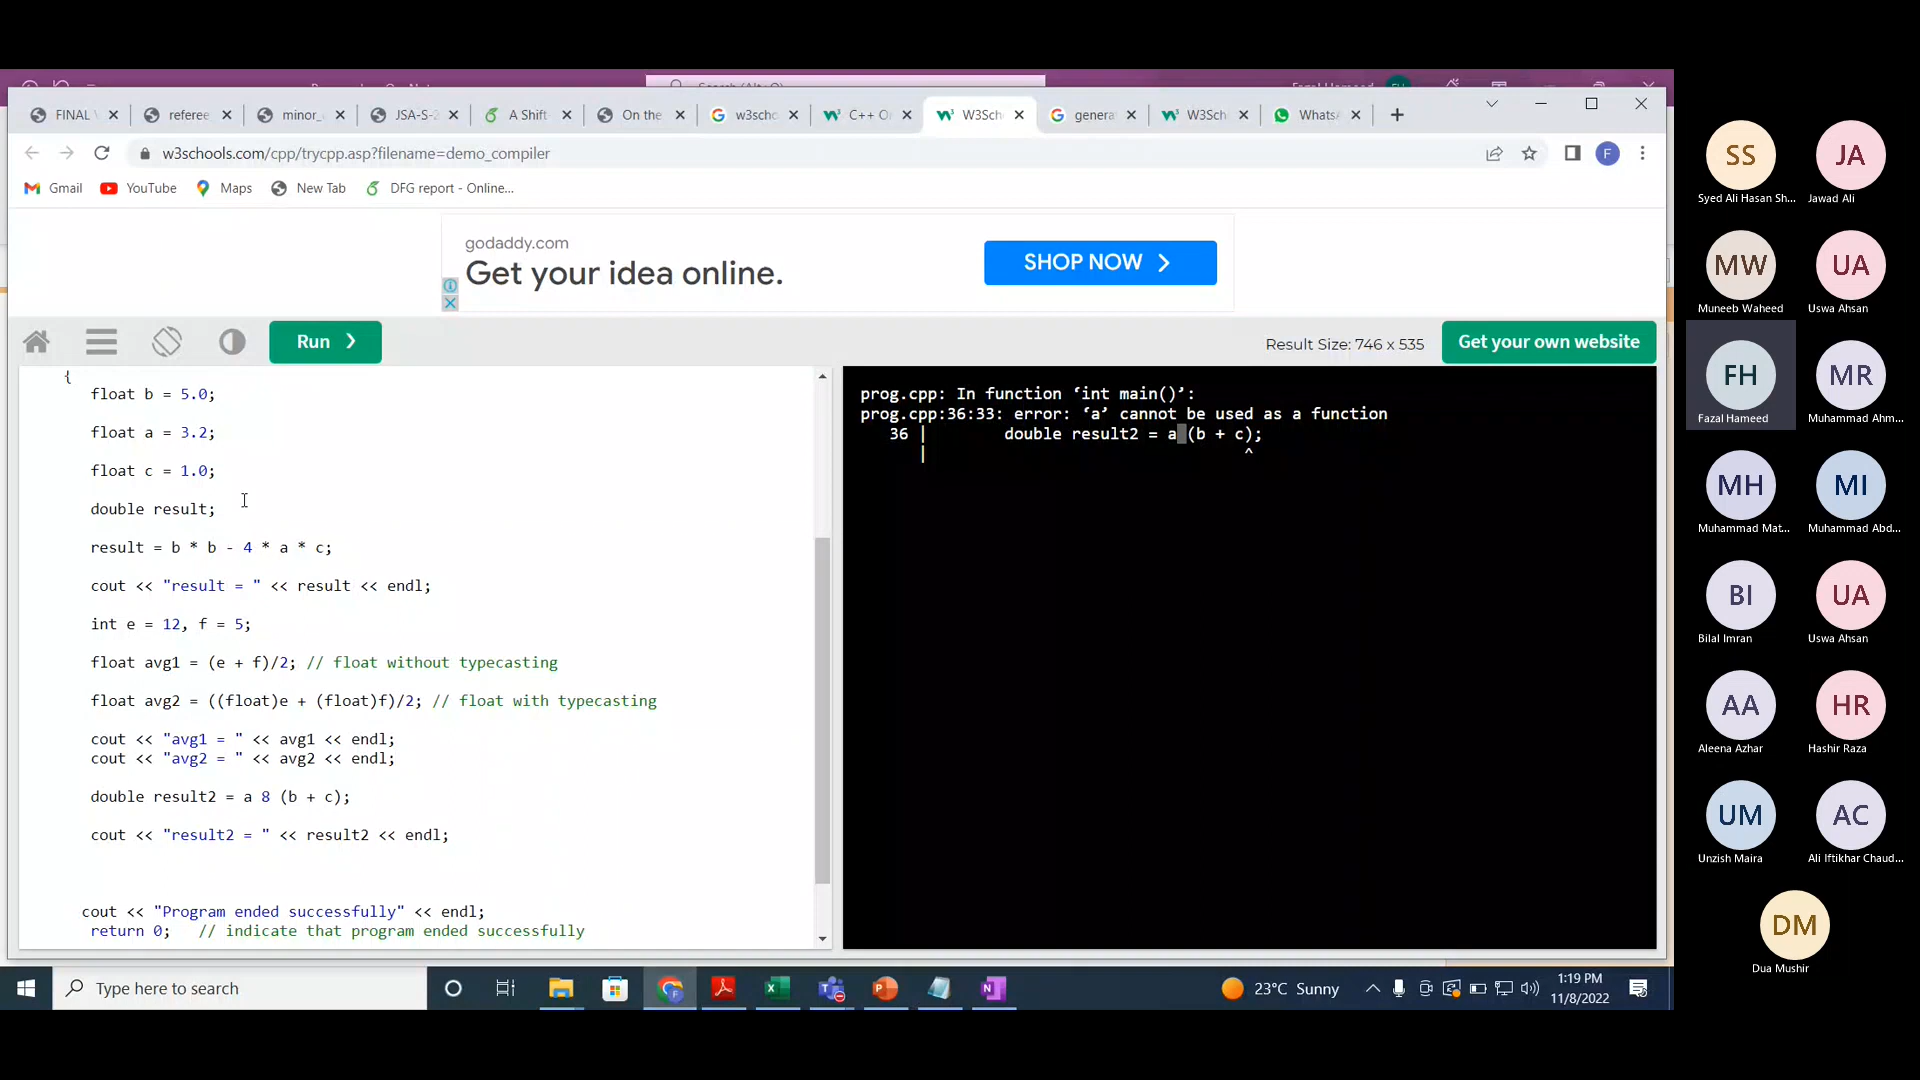 FINAL
referee
minor_
JSA-S-2
A Shift
On the
w3scho
C++ O
W3Sch
genera
W3Sch
Whats
w3schools.com/cpp/trycpp.asp?filename=demo_compiler
F
Gmail
YouTube
Maps
New Tab
DFG report - Online...
godaddy.com
Get your idea online.
SHOP NOW
Run
Result Size: 746 x 535
Get your own website
{
float b = 5.0;
float a = 3.2;
float c = 1.0;
double result;
result = b * b - 4 * a * c;
cout << "result = " << result << endl;
int e = 12, f = 5;
float avg1 = (e + f)/2; // float without typecasting
float avg2 = ((float)e + (float)f)/2; // float with typecasting
cout << "avg1 = " << avg1 << endl;
cout << "avg2 = " << avg2 << endl;
double result2 = a 8 (b + c);
cout << "result2 = " << result2 << endl;
cout << "Program ended successfully" << endl;
return 0; // indicate that program ended successfully
prog.cpp: In function ‘int main()’:
prog.cpp:36:33: error: ‘a’ cannot be used as a function
36 | double result2 = a (b + c);
| ^
Type here to search
23°C Sunny
1:19 PM
11/8/2022
SS
Syed Ali Hasan Sh...
JA
Jawad Ali
MW
Muneeb Waheed
UA
Uswa Ahsan
FH
Fazal Hameed
MR
Muhammad Ahm...
MH
Muhammad Mat...
MI
Muhammad Abd...
BI
Bilal Imran
UA
Uswa Ahsan
AA
Aleena Azhar
HR
Hashir Raza
UM
Unzish Maira
AC
Ali Iftikhar Chaud...
DM
Dua Mushir